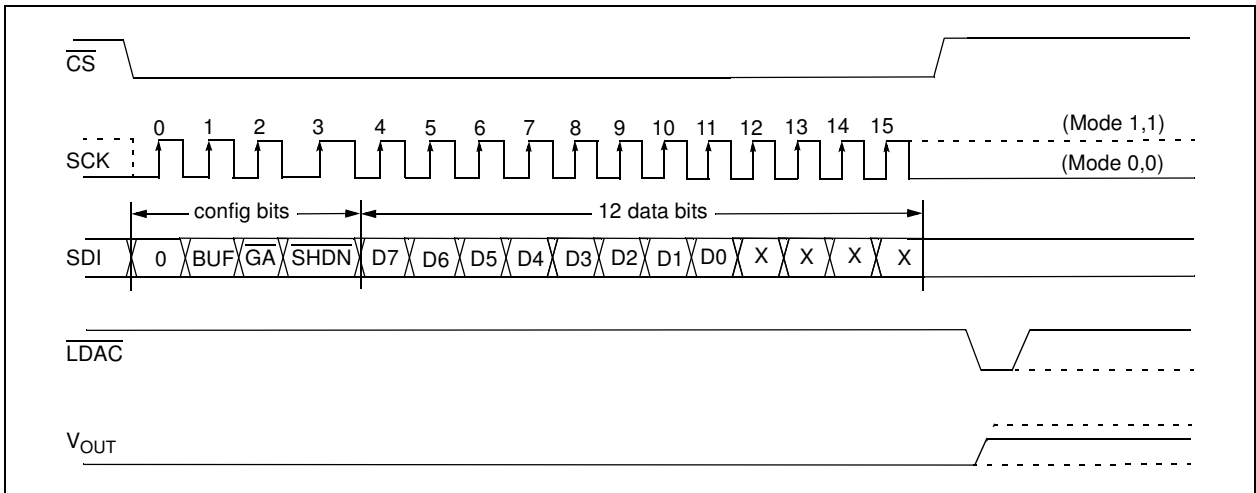 CS
0 1 2 3 4 5 6 7 8 9 10 11 12 13 14 15 (Mode 1,1)
SCK (Mode 0,0)
config bits 12 data bits
SDI 0 BUF GA SHDN D7 D6 D5 D4 D3 D2 D1 D0 X X X X
LDAC
VOUT